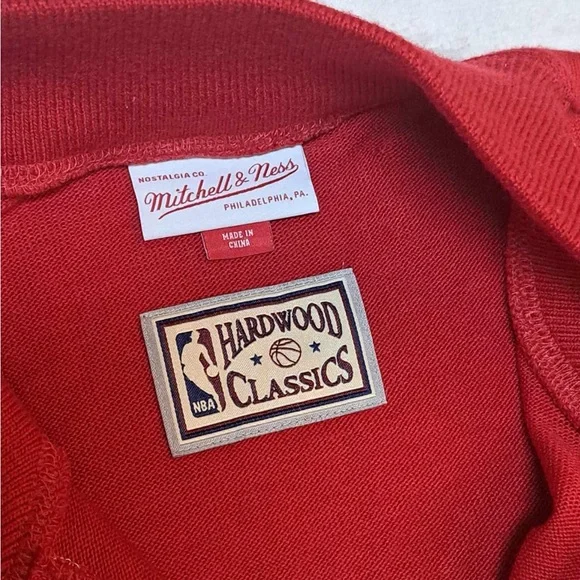 NOSTALGIA CO.
Mitchell & Ness
PHILADELPHIA, PA.
MADE IN
CHINA
HARDWOOD
CLASSICS
NBA